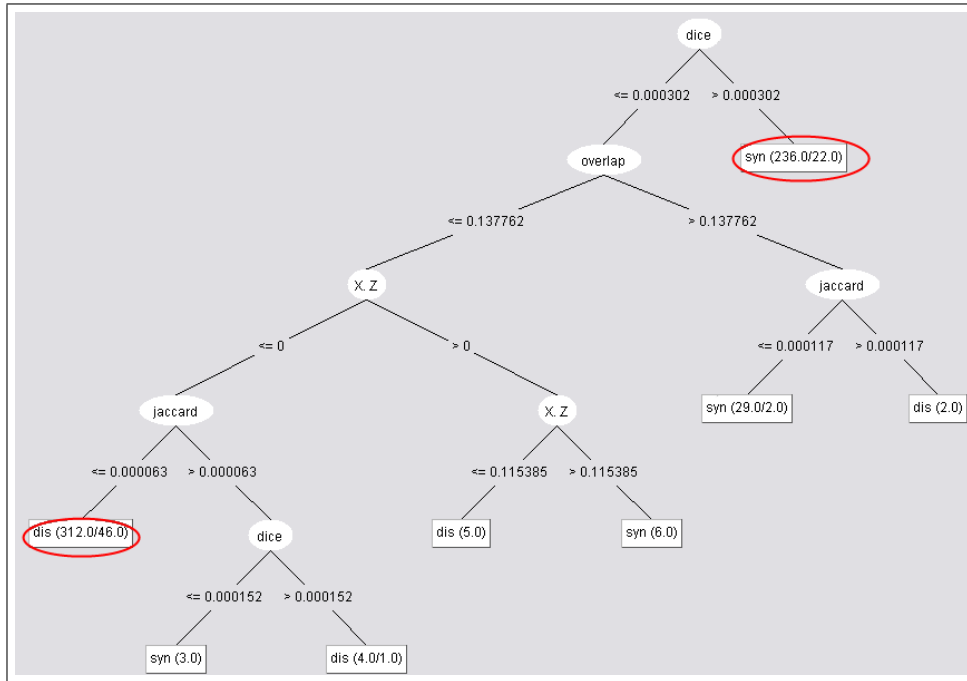 dice
<= 0.000302 > 0.000302
overlap syn (236.0/22.0)
<= 0.137762 > 0.137762
X. Z jaccard
<= 0 > 0 <= 0.000117 > 0.000117
jaccard X. Z syn (29.0/2.0) dis (2.0)
<= 0.000063 > 0.000063 <= 0.115385 > 0.115385
dis (312.0/46.0) dice dis (5.0) syn (6.0)
<= 0.000152 > 0.000152
syn (3.0) dis (4.0/1.0)